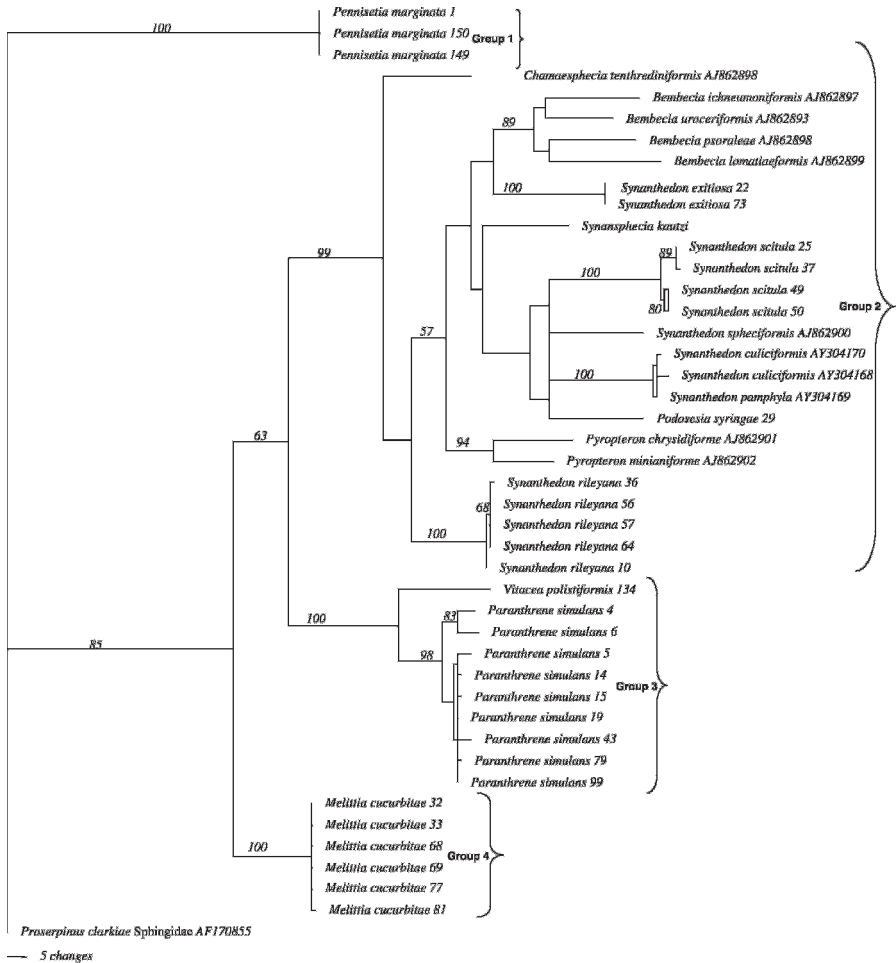 Pennisetia marginata 1
100
Pennisetia marginata 150
Group 1
Pennisetia marginata 149
Chamaesphecia tenthrediniformis AJ862898
Bembecia ichneumoniformis AJ862897
Bembecia uroceriformis AJ862893
89
Bembecia psoraleae AJ862898
Bembecia lomatiaeformis AJ862899
100
Synanthedon exitiosa 22
Synanthedon exitiosa 73
Synansphecia kautzi
99
Synanthedon scitula 25
89
100
Synanthedon scitula 37
Synanthedon scitula 49
Group 2
80
Synanthedon scitula 50
57
Synanthedon spheciformis AJ862900
Synanthedon culiciformis AY304170
100
Synanthedon culiciformis AY304168
Synanthedon pamphyla AY304169
Podosesia syringae 29
63
94
Pyropteron chrysidiforme AJ862901
Pyropteron minianiforme AJ862902
Synanthedon rileyana 36
68
Synanthedon rileyana 56
Synanthedon rileyana 57
100
Synanthedon rileyana 64
Synanthedon rileyana 10
Vitacea polistiformis 134
100
83
Paranthrene simulans 4
Paranthrene simulans 6
85
98
Paranthrene simulans 5
Paranthrene simulans 14
Group 3
Paranthrene simulans 15
Paranthrene simulans 19
Paranthrene simulans 43
Paranthrene simulans 79
Paranthrene simulans 99
Melittia cucurbitae 32
Melittia cucurbitae 33
100
Melittia cucurbitae 68
Group 4
Melittia cucurbitae 69
Melittia cucurbitae 77
Melittia cucurbitae 81
Proserpinus clarkiae Sphingidae AF170855
5 changes